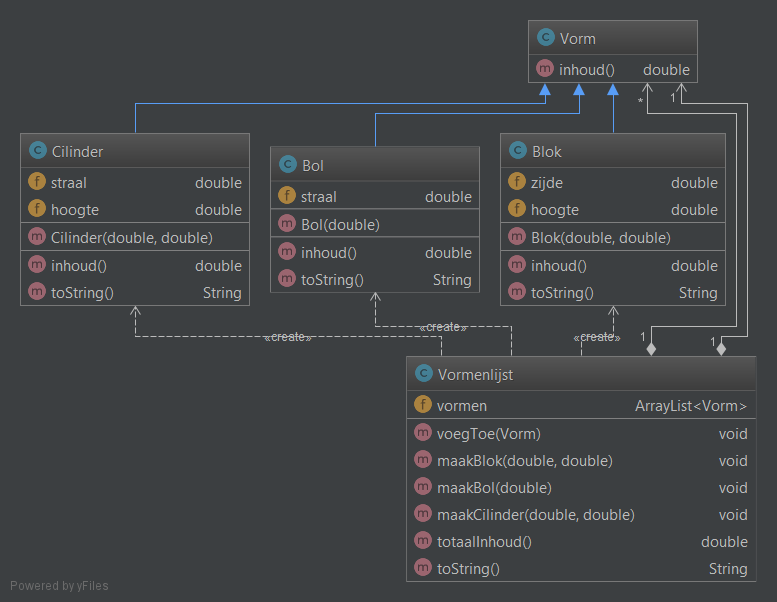 C Vorm
m inhoud() double
* 1
C Cilinder
f straal double
f hoogte double
m Cilinder(double, double)
m inhoud() double
m toString() String
C Bol
f straal double
m Bol(double)
m inhoud() double
m toString() String
C Blok
f zijde double
f hoogte double
m Blok(double, double)
m inhoud() double
m toString() String
«create»
«create»
«create»
1 1
C Vormenlijst
f vormen ArrayList<Vorm>
m voegToe(Vorm) void
m maakBlok(double, double) void
m maakBol(double) void
m maakCilinder(double, double) void
m totaalInhoud() double
m toString() String
Powered by yFiles